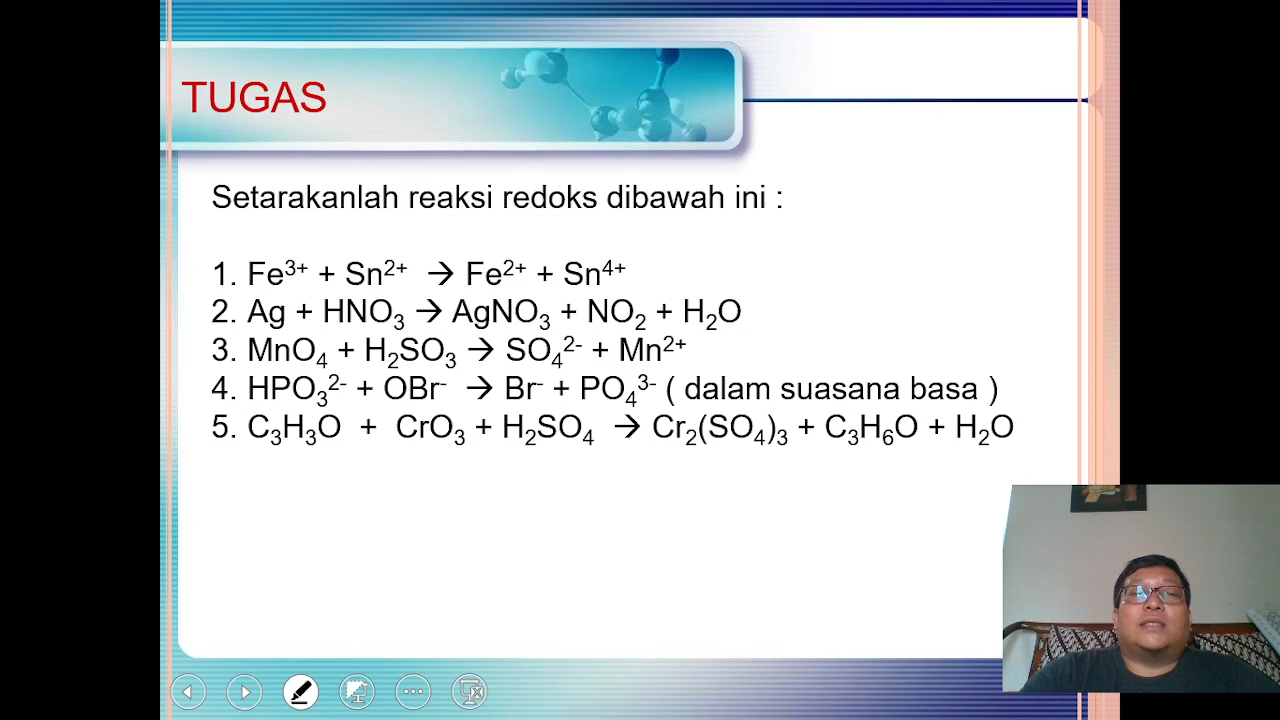 TUGAS
Setarakanlah reaksi redoks dibawah ini :
1. Fe³⁺ + Sn²⁺ → Fe²⁺ + Sn⁴⁺
2. Ag + HNO₃ → AgNO₃ + NO₂ + H₂O
3. MnO₄ + H₂SO₃ → SO₄²⁻ + Mn²⁺
4. HPO₃²⁻ + OBr⁻ → Br⁻ + PO₄³⁻ ( dalam suasana basa )
5. C₃H₃O + CrO₃ + H₂SO₄ → Cr₂(SO₄)₃ + C₃H₆O + H₂O